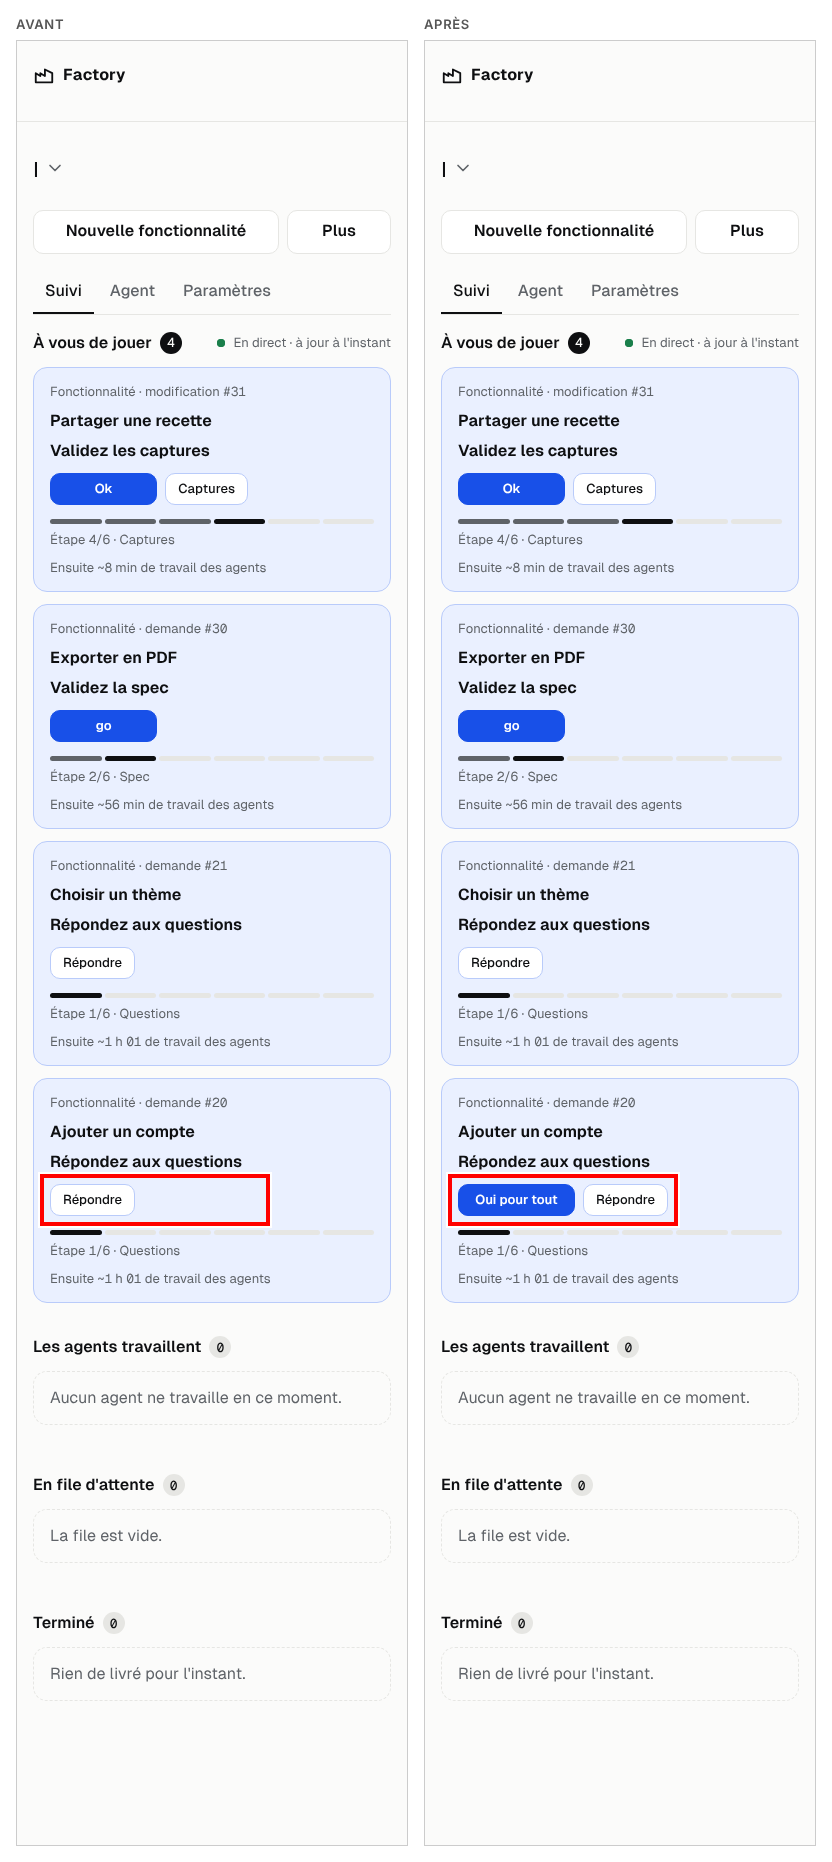 AVANT
Factory
Nouvelle fonctionnalité
Plus
Suivi
Agent
Paramètres
À vous de jouer 4
En direct · à jour à l'instant
Fonctionnalité · modification #31
Partager une recette
Validez les captures
Ok
Captures
Étape 4/6 · Captures
Ensuite ~8 min de travail des agents
Fonctionnalité · demande #30
Exporter en PDF
Validez la spec
go
Étape 2/6 · Spec
Ensuite ~56 min de travail des agents
Fonctionnalité · demande #21
Choisir un thème
Répondez aux questions
Répondre
Étape 1/6 · Questions
Ensuite ~1 h 01 de travail des agents
Fonctionnalité · demande #20
Ajouter un compte
Répondez aux questions
Répondre
Étape 1/6 · Questions
Ensuite ~1 h 01 de travail des agents
Les agents travaillent 0
Aucun agent ne travaille en ce moment.
En file d'attente 0
La file est vide.
Terminé 0
Rien de livré pour l'instant.
APRÈS
Factory
Nouvelle fonctionnalité
Plus
Suivi
Agent
Paramètres
À vous de jouer 4
En direct · à jour à l'instant
Fonctionnalité · modification #31
Partager une recette
Validez les captures
Ok
Captures
Étape 4/6 · Captures
Ensuite ~8 min de travail des agents
Fonctionnalité · demande #30
Exporter en PDF
Validez la spec
go
Étape 2/6 · Spec
Ensuite ~56 min de travail des agents
Fonctionnalité · demande #21
Choisir un thème
Répondez aux questions
Répondre
Étape 1/6 · Questions
Ensuite ~1 h 01 de travail des agents
Fonctionnalité · demande #20
Ajouter un compte
Répondez aux questions
Oui pour tout
Répondre
Étape 1/6 · Questions
Ensuite ~1 h 01 de travail des agents
Les agents travaillent 0
Aucun agent ne travaille en ce moment.
En file d'attente 0
La file est vide.
Terminé 0
Rien de livré pour l'instant.